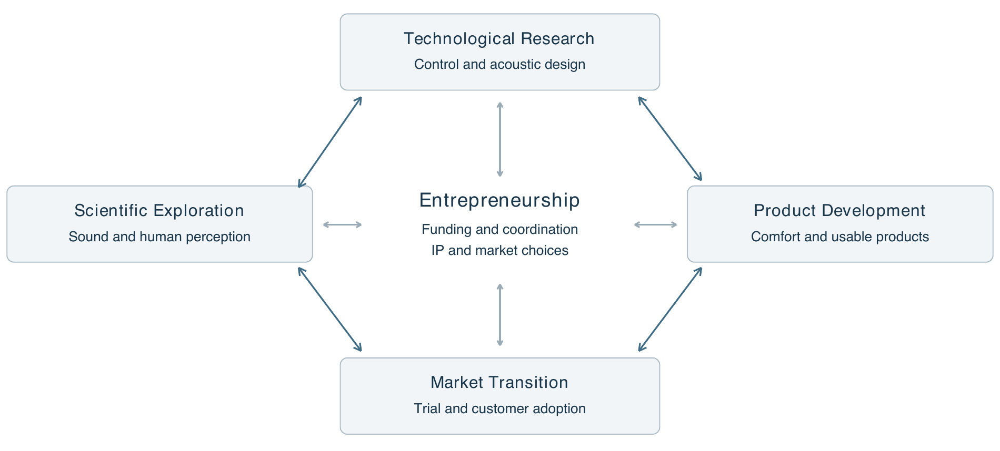 Technological Research
Control and acoustic design
Scientific Exploration
Sound and human perception
Entrepreneurship
Funding and coordination
IP and market choices
Product Development
Comfort and usable products
Market Transition
Trial and customer adoption